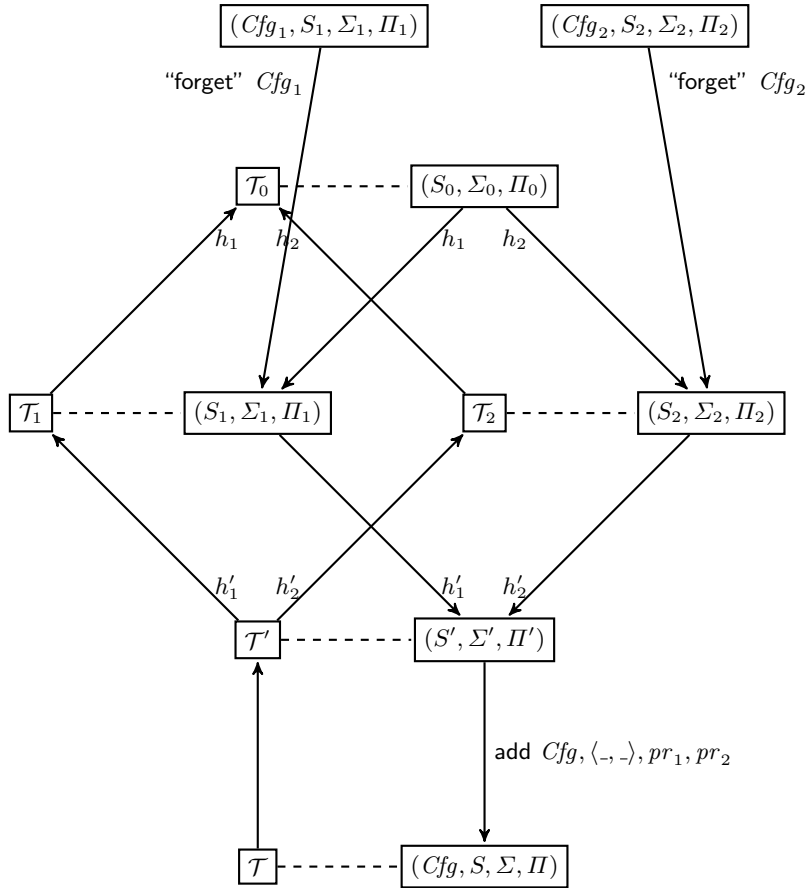 (Cfg₁, S₁, Σ₁, Π₁) (Cfg₂, S₂, Σ₂, Π₂)
“forget” Cfg₁ “forget” Cfg₂
𝒯₀ (S₀, Σ₀, Π₀)
h₁ h₂ h₁ h₂
𝒯₁ (S₁, Σ₁, Π₁) 𝒯₂ (S₂, Σ₂, Π₂)
h′₁ h′₂ h′₁ h′₂
𝒯′ (S′, Σ′, Π′)
add Cfg, ⟨_, _⟩, pr₁, pr₂
𝒯 (Cfg, S, Σ, Π)